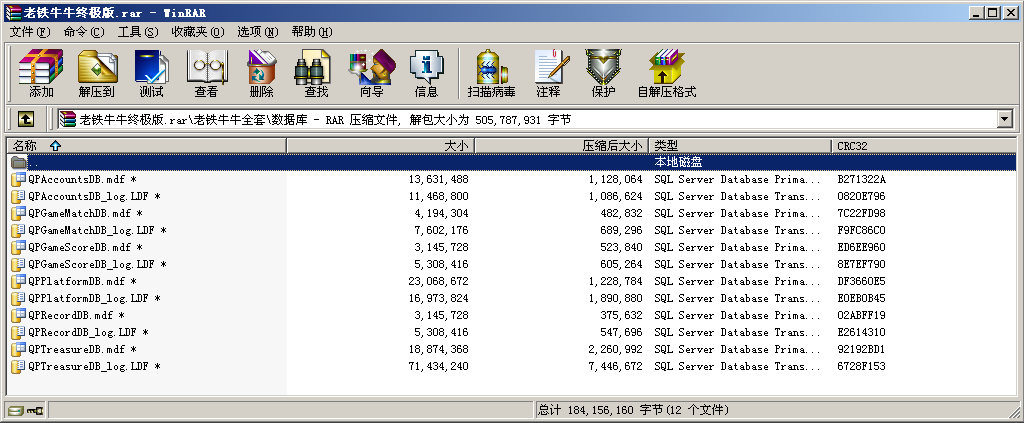 老铁牛牛终极版.rar - WinRAR
文件(F) 命令(C) 工具(S) 收藏夹(O) 选项(N) 帮助(H)
添加 解压到 测试 查看 删除 查找 向导 信息 扫描病毒 注释 保护 自解压格式
老铁牛牛终极版.rar\老铁牛牛全套\数据库 - RAR 压缩文件, 解包大小为 505,787,931 字节
名称 大小 压缩后大小 类型 CRC32
.. 本地磁盘
QPAccountsDB.mdf * 13,631,488 1,128,064 SQL Server Database Prima... B271322A
QPAccountsDB_log.LDF * 11,468,800 1,086,624 SQL Server Database Trans... 0820E796
QPGameMatchDB.mdf * 4,194,304 482,832 SQL Server Database Prima... 7C22FD98
QPGameMatchDB_log.LDF * 7,602,176 689,296 SQL Server Database Trans... F9FC86C0
QPGameScoreDB.mdf * 3,145,728 523,840 SQL Server Database Prima... ED6EE960
QPGameScoreDB_log.LDF * 5,308,416 605,264 SQL Server Database Trans... 8E7EF790
QPPlatformDB.mdf * 23,068,672 1,228,784 SQL Server Database Prima... DF3660E5
QPPlatformDB_log.LDF * 16,973,824 1,890,880 SQL Server Database Trans... E0EB0B45
QPRecordDB.mdf * 3,145,728 375,632 SQL Server Database Prima... 02ABFF19
QPRecordDB_log.LDF * 5,308,416 547,696 SQL Server Database Trans... E2614310
QPTreasureDB.mdf * 18,874,368 2,260,992 SQL Server Database Prima... 92192BD1
QPTreasureDB_log.LDF * 71,434,240 7,446,672 SQL Server Database Trans... 6728F153
总计 184,156,160 字节(12 个文件)